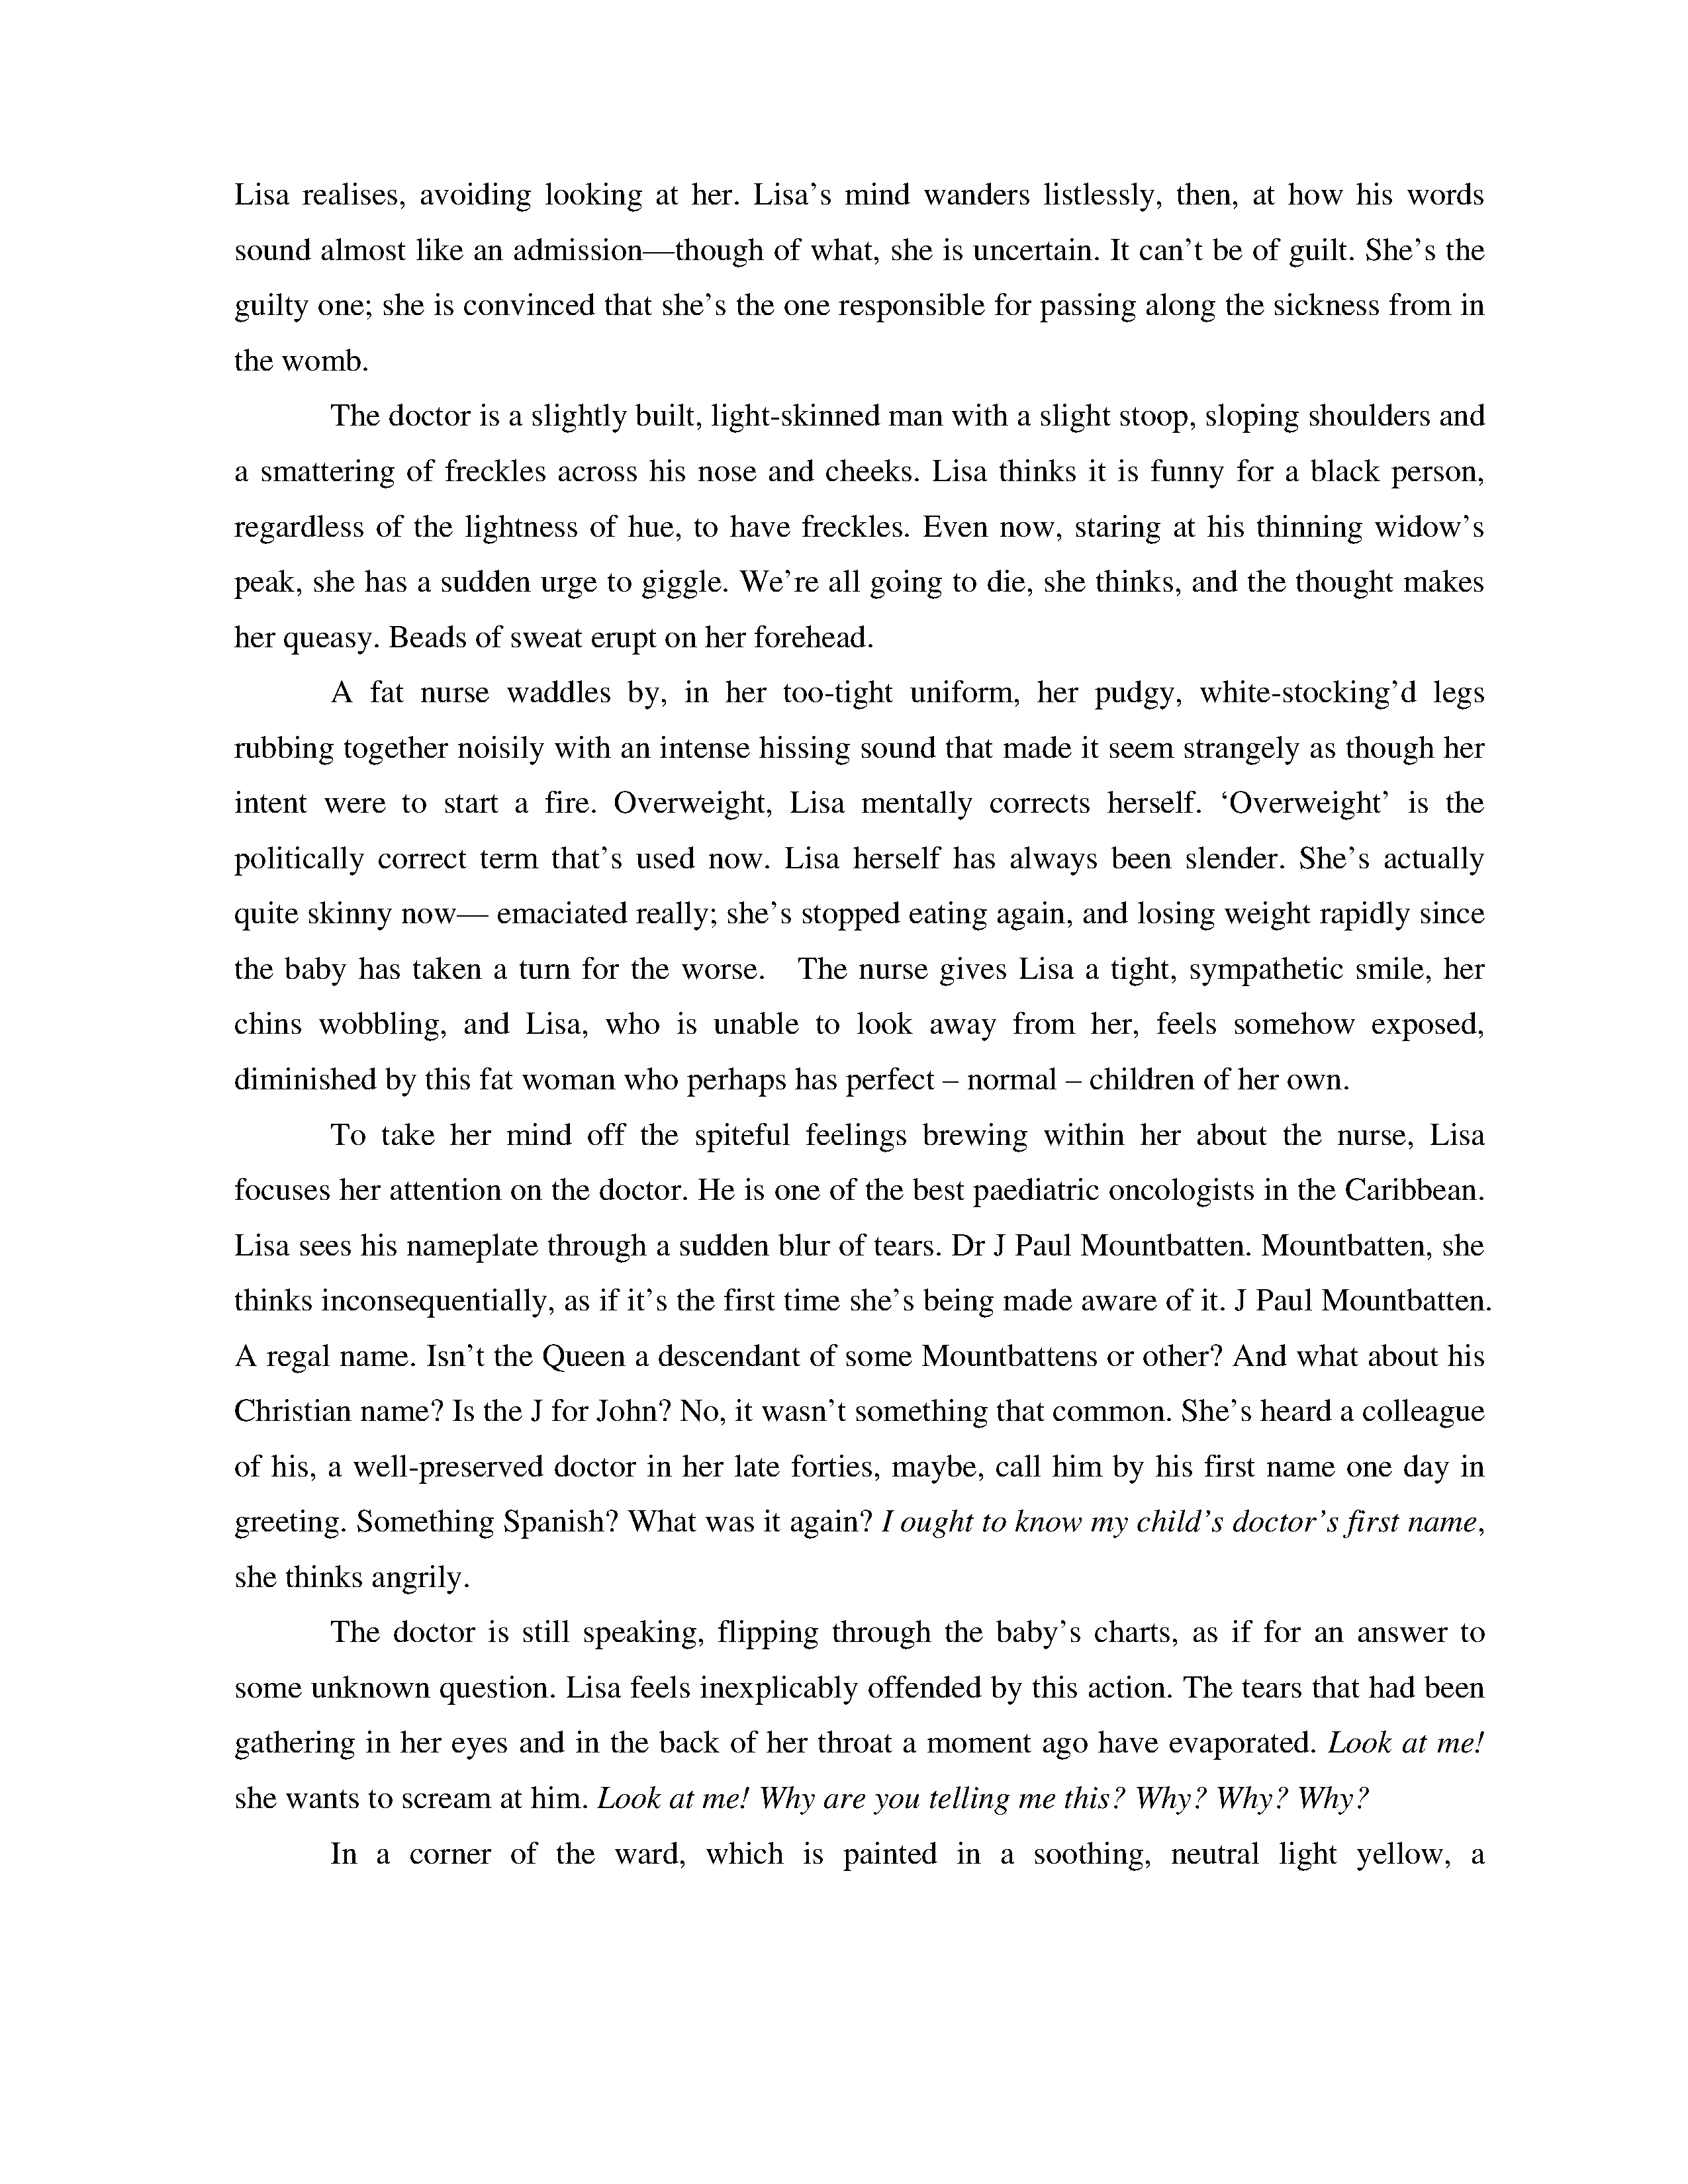 Lisa realises, avoiding looking at her. Lisa’s mind wanders listlessly, then, at how his words
sound almost like an admission—though of what, she is uncertain. It can’t be of guilt. She’s the
guilty one; she is convinced that she’s the one responsible for passing along the sickness from in
the womb.
The doctor is a slightly built, light-skinned man with a slight stoop, sloping shoulders and
a smattering of freckles across his nose and cheeks. Lisa thinks it is funny for a black person,
regardless of the lightness of hue, to have freckles. Even now, staring at his thinning widow’s
peak, she has a sudden urge to giggle. We’re all going to die, she thinks, and the thought makes
her queasy. Beads of sweat erupt on her forehead.
A fat nurse waddles by, in her too-tight uniform, her pudgy, white-stocking’d legs
rubbing together noisily with an intense hissing sound that made it seem strangely as though her
intent were to start a fire. Overweight, Lisa mentally corrects herself. ‘Overweight’ is the
politically correct term that’s used now. Lisa herself has always been slender. She’s actually
quite skinny now— emaciated really; she’s stopped eating again, and losing weight rapidly since
the baby has taken a turn for the worse.   The nurse gives Lisa a tight, sympathetic smile, her
chins wobbling, and Lisa, who is unable to look away from her, feels somehow exposed,
diminished by this fat woman who perhaps has perfect – normal – children of her own.
To take her mind off the spiteful feelings brewing within her about the nurse, Lisa
focuses her attention on the doctor. He is one of the best paediatric oncologists in the Caribbean.
Lisa sees his nameplate through a sudden blur of tears. Dr J Paul Mountbatten. Mountbatten, she
thinks inconsequentially, as if it’s the first time she’s being made aware of it. J Paul Mountbatten.
A regal name. Isn’t the Queen a descendant of some Mountbattens or other? And what about his
Christian name? Is the J for John? No, it wasn’t something that common. She’s heard a colleague
of his, a well-preserved doctor in her late forties, maybe, call him by his first name one day in
greeting. Something Spanish? What was it again? I ought to know my child’s doctor’s first name,
she thinks angrily.
The doctor is still speaking, flipping through the baby’s charts, as if for an answer to
some unknown question. Lisa feels inexplicably offended by this action. The tears that had been
gathering in her eyes and in the back of her throat a moment ago have evaporated. Look at me!
she wants to scream at him. Look at me! Why are you telling me this? Why? Why? Why?
In a corner of the ward, which is painted in a soothing, neutral light yellow, a